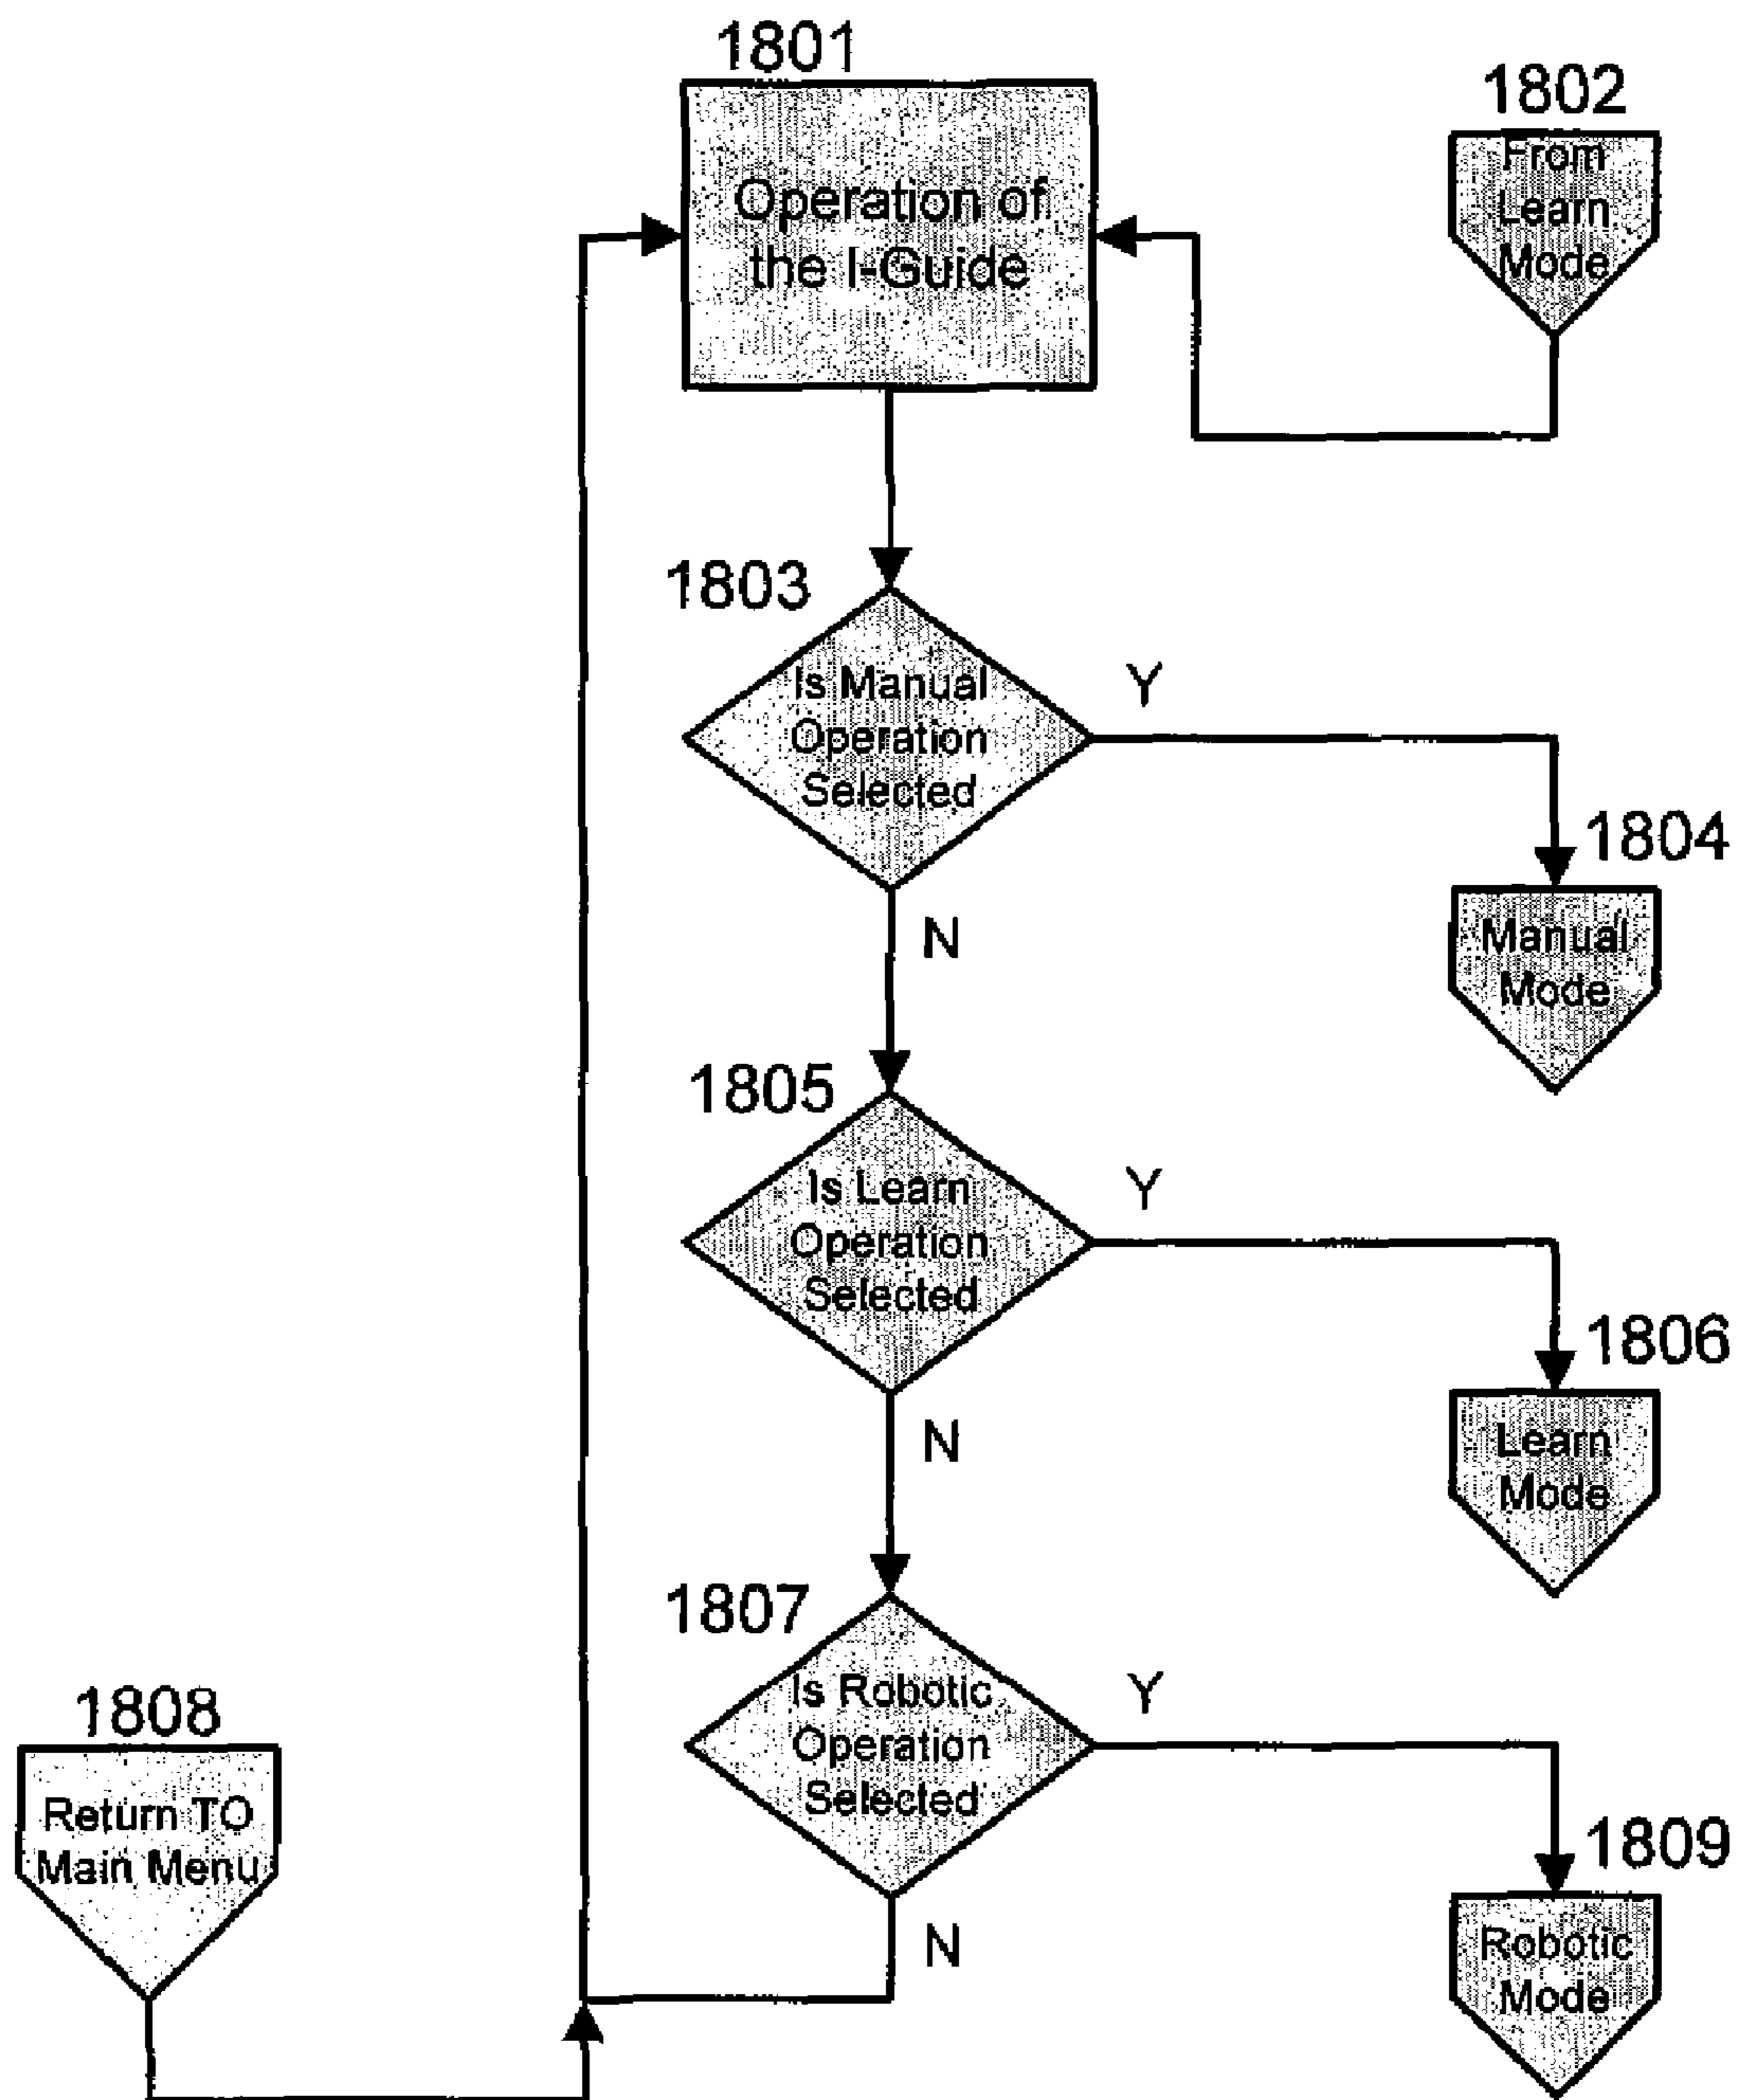 1801
Operation of
the I-Guide
1802
From
Learn
Mode
1803
Is Manual
Operation
Selected
Y
N
1804
Manual
Mode
1805
Is Learn
Operation
Selected
Y
N
1806
Learn
Mode
1807
Is Robotic
Operation
Selected
Y
N
1808
Return TO
Main Menu
1809
Robotic
Mode